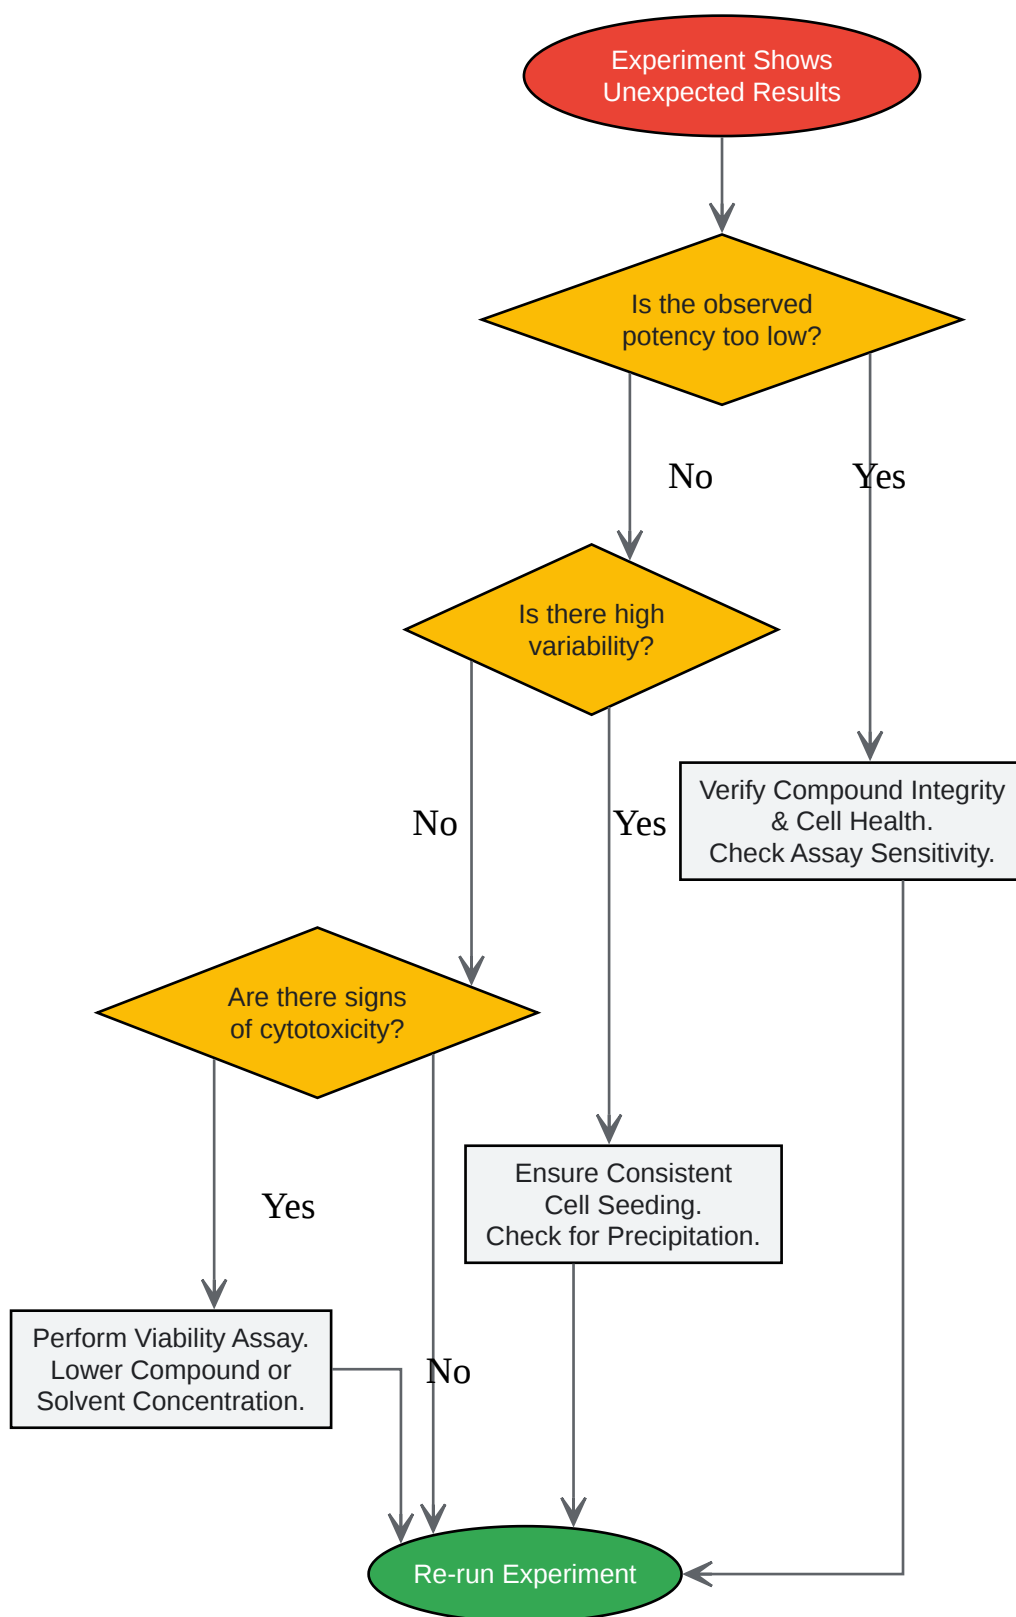 Experiment Shows
Unexpected Results
Is the observed
potency too low?
No
Yes
Is there high
variability?
Verify Compound Integrity
& Cell Health.
Check Assay Sensitivity.
No
Yes
Are there signs
of cytotoxicity?
Ensure Consistent
Cell Seeding.
Check for Precipitation.
Yes
Perform Viability Assay.
Lower Compound or
Solvent Concentration.
No
Re-run Experiment